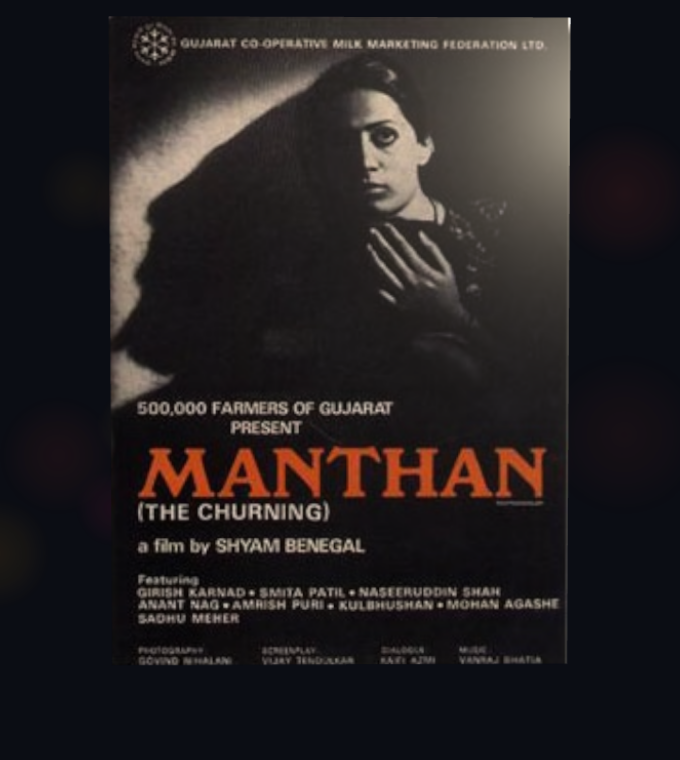 GUJARAT CO-OPERATIVE MILK MARKETING FEDERATION LTD.
500,000 FARMERS OF GUJARAT
PRESENT
MANTHAN
(THE CHURNING)
a film by SHYAM BENEGAL
Featuring
GIRISH KARNAD • SMITA PATIL • NASEERUDDIN SHAH
ANANT NAG • AMRISH PURI • KULBHUSHAN • MOHAN AGASHE
SADHU MEHER
PHOTOGRAPHY: SCREENPLAY: DIALOGUE: MUSIC:
GOVIND NIHALANI VIJAY TENDULKAR KAIFI AZMI VANRAJ BHATIA